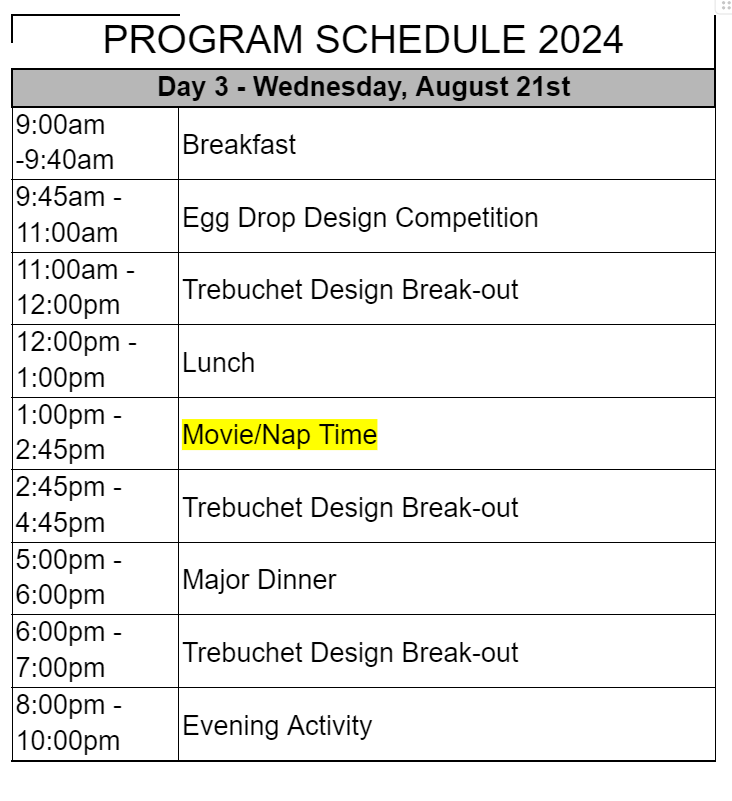 PROGRAM SCHEDULE 2024
Day 3 - Wednesday, August 21st
9:00am
-9:40am
Breakfast
9:45am -
11:00am
Egg Drop Design Competition
11:00am -
12:00pm
Trebuchet Design Break-out
12:00pm -
1:00pm
Lunch
1:00pm -
2:45pm
Movie/Nap Time
2:45pm -
4:45pm
Trebuchet Design Break-out
5:00pm -
6:00pm
Major Dinner
6:00pm -
7:00pm
Trebuchet Design Break-out
8:00pm -
10:00pm
Evening Activity